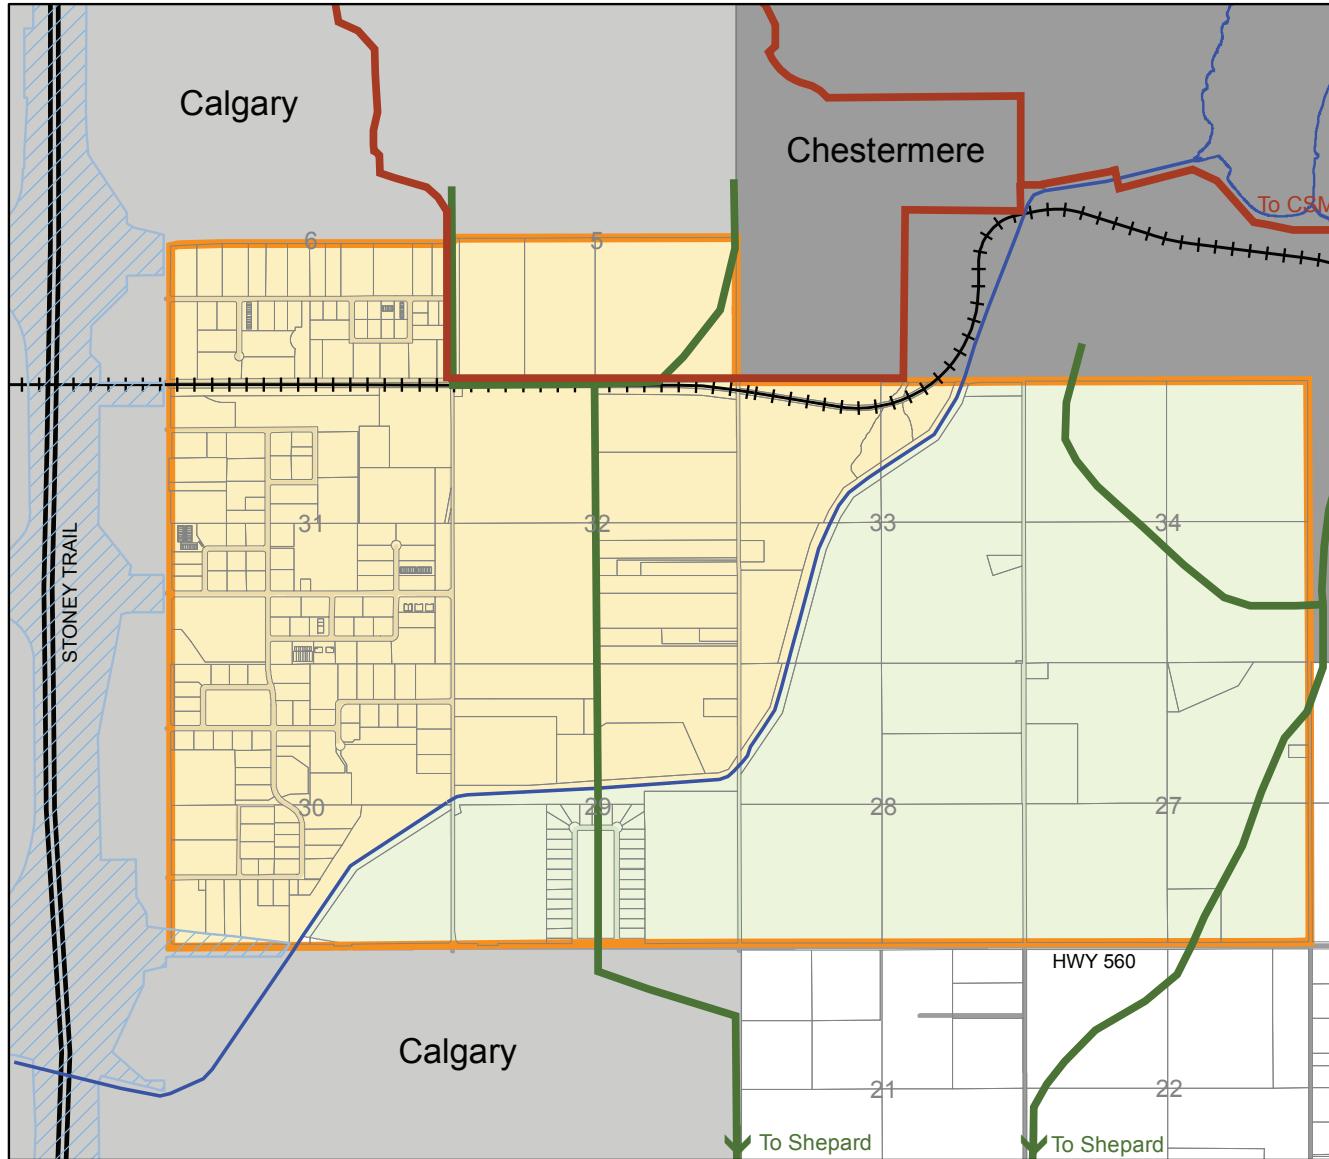 Calgary
Chestermere
To CSM
6
5
STONEY TRAIL
31
32
33
34
30
29
28
27
HWY 560
Calgary
21
22
To Shepard
To Shepard